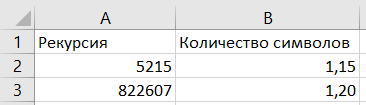 A B
1 Рекурсия Количество символов
2 5215 1,15
3 822607 1,20